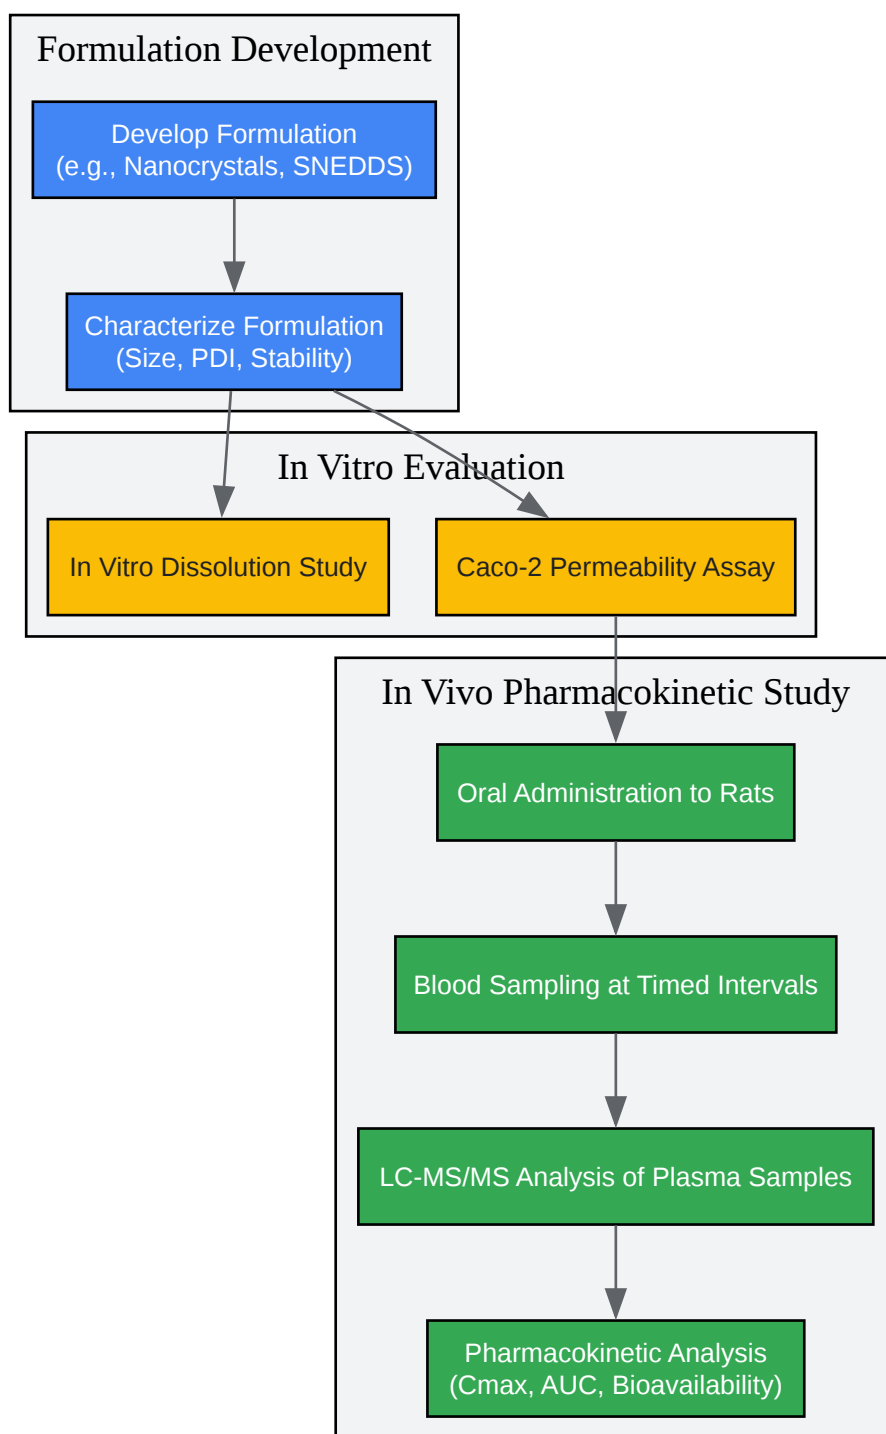 Formulation Development
Develop Formulation
(e.g., Nanocrystals, SNEDDS)
Characterize Formulation
(Size, PDI, Stability)
In Vitro Evaluation
In Vitro Dissolution Study
Caco-2 Permeability Assay
In Vivo Pharmacokinetic Study
Oral Administration to Rats
Blood Sampling at Timed Intervals
LC-MS/MS Analysis of Plasma Samples
Pharmacokinetic Analysis
(Cmax, AUC, Bioavailability)